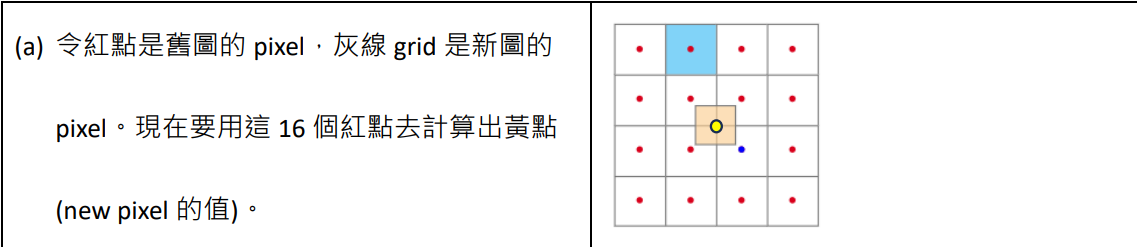 (a) 令紅點是舊圖的 pixel，灰線 grid 是新圖的
pixel。現在要用這 16 個紅點去計算出黃點
(new pixel 的值)。